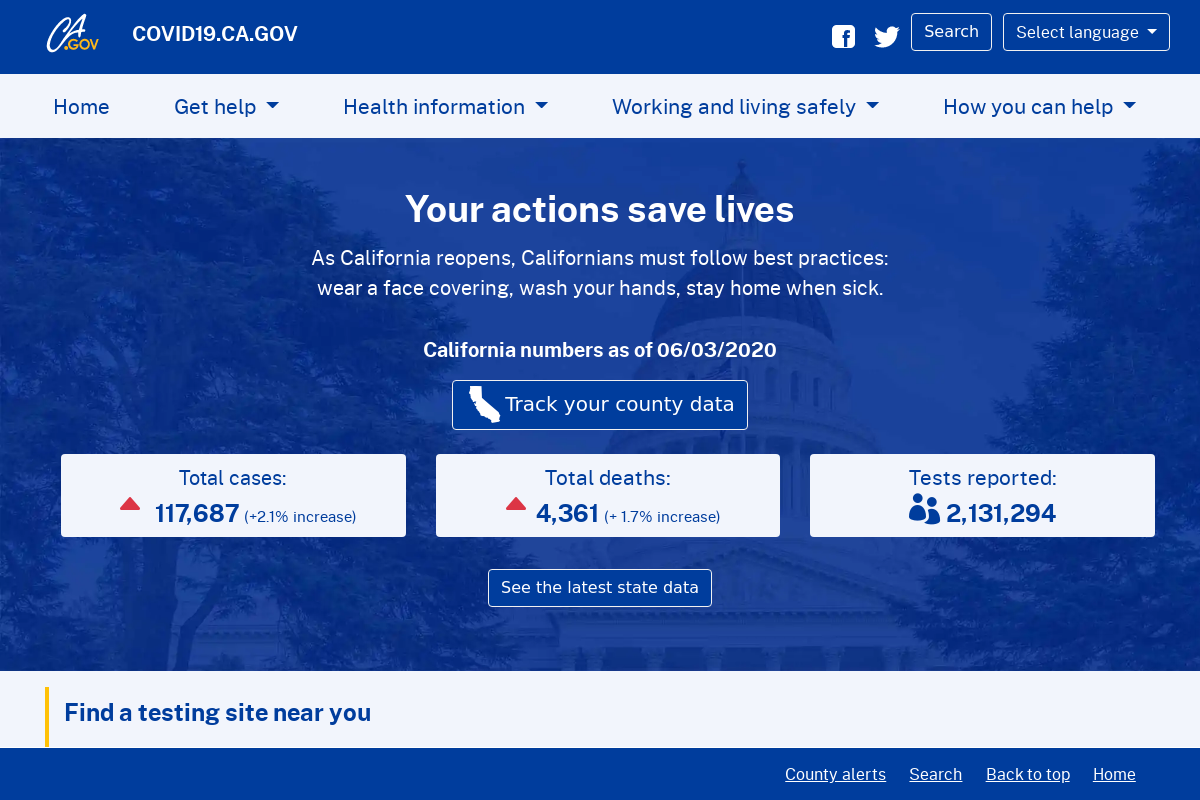 CA
.GOV
COVID19.CA.GOV
Search
Select language
Home
Get help
Health information
Working and living safely
How you can help
Your actions save lives
As California reopens, Californians must follow best practices:
wear a face covering, wash your hands, stay home when sick.
California numbers as of 06/03/2020
Track your county data
Total cases:
117,687 (+2.1% increase)
Total deaths:
4,361 (+ 1.7% increase)
Tests reported:
2,131,294
See the latest state data
Find a testing site near you
County alerts
Search
Back to top
Home